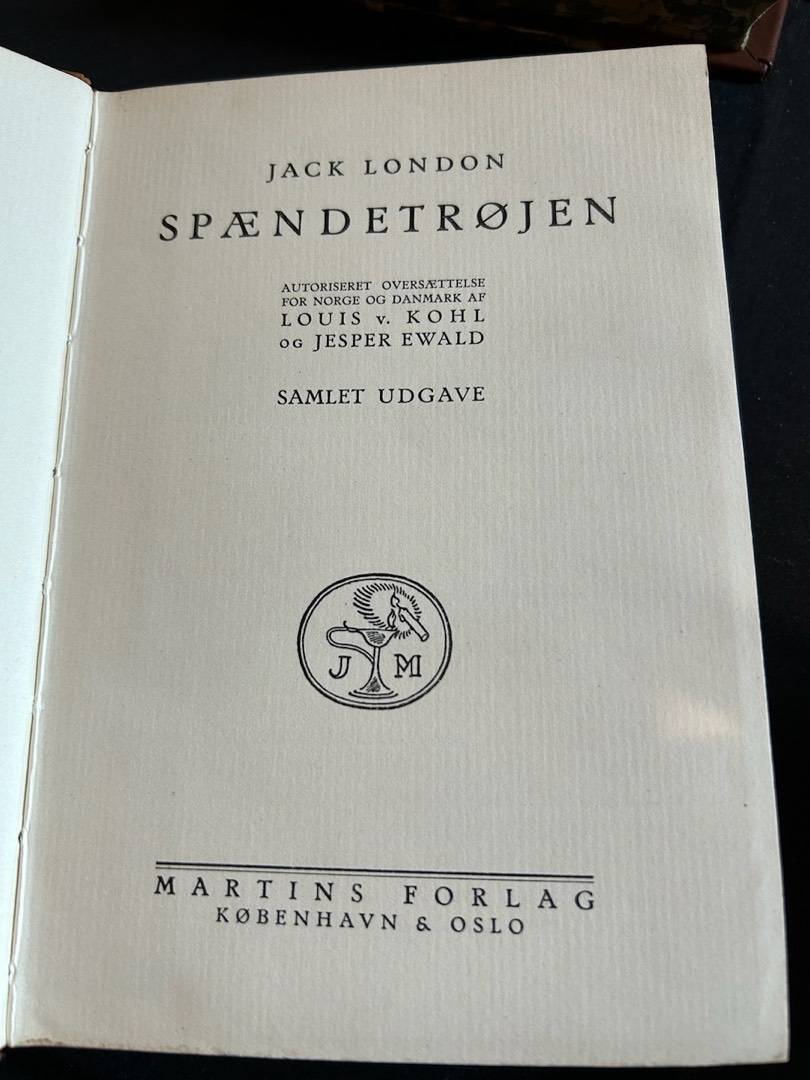 JACK LONDON
SPÆNDETRØJEN
AUTORISERET OVERSÆTTELSE
FOR NORGE OG DANMARK AF
LOUIS v. KOHL
OG JESPER EWALD
SAMLET UDGAVE
J M
MARTINS FORLAG
KØBENHAVN & OSLO